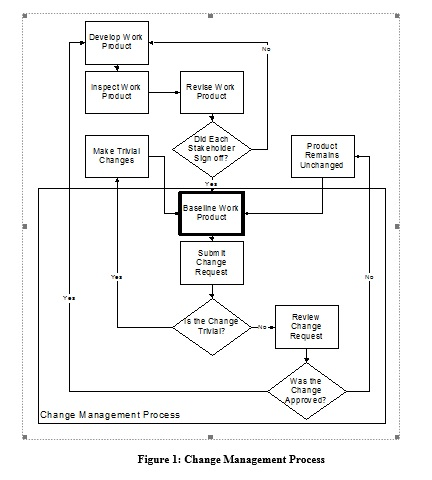 Develop Work
Product
No
Inspect Work
Product
Revise Work
Product
Did Each
Stakeholder
Sign off?
Make Trivial
Changes
Product
Remains
Unchanged
Yes
Baseline Work
Product
Submit
Change
Request
Yes
No
Yes
Is the Change
Trivial?
No
Review
Change
Request
Was the
Change
Approved?
Change Management Process
Figure 1: Change Management Process